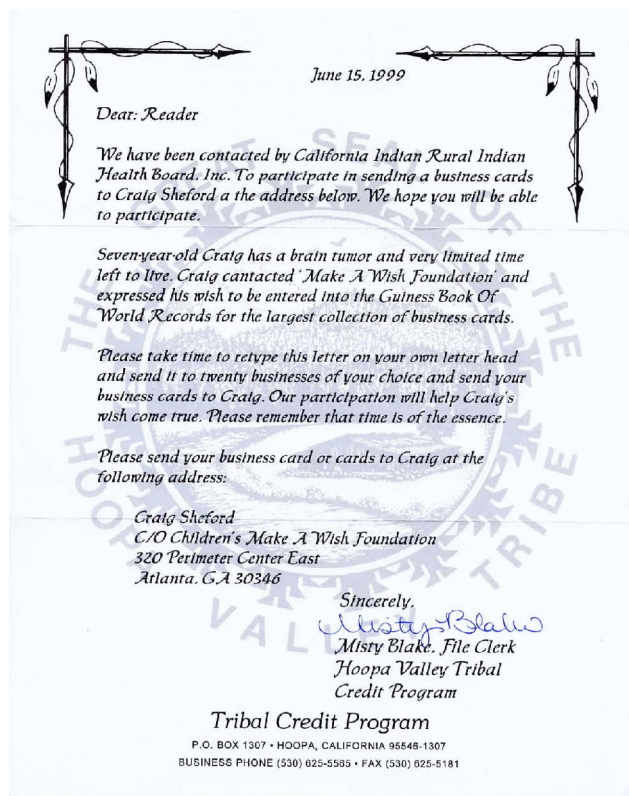 June 15, 1999
Dear: Reader
We have been contacted by California Indian Rural Indian
Health Board, Inc. To participate in sending a business cards
to Craig Sheford a the address below. We hope you will be able
to participate.
Seven-year-old Craig has a brain tumor and very limited time
left to live. Craig cantacted 'Make A Wish Foundation' and
expressed his wish to be entered into the Guiness Book Of
World Records for the largest collection of business cards.
Please take time to retype this letter on your own letter head
and send it to twenty businesses of your choice and send your
business cards to Craig. Our participation will help Craig's
wish come true. Please remember that time is of the essence.
Please send your business card or cards to Craig at the
following address:
Craig Sheford
C/O Children's Make A Wish Foundation
320 Perimeter Center East
Atlanta, GA 30346
Sincerely,
Misty Blake
Misty Blake, File Clerk
Hoopa Valley Tribal
Credit Program
Tribal Credit Program
P.O. BOX 1307 • HOOPA, CALIFORNIA 95546-1307
BUSINESS PHONE (530) 625-5565 • FAX (530) 625-5181
THE GREAT SEAL OF THE
HOOPA VALLEY TRIBE